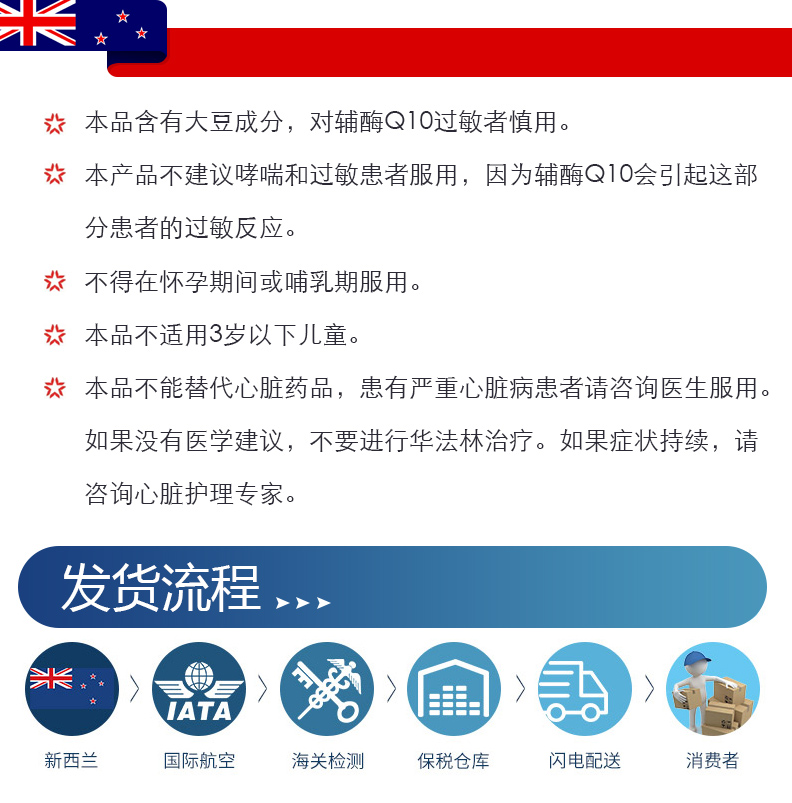 本品含有大豆成分，对辅酶Q10过敏者慎用。
本产品不建议哮喘和过敏患者服用，因为辅酶Q10会引起这部
分患者的过敏反应。
不得在怀孕期间或哺乳期服用。
本品不适用3岁以下儿童。
本品不能替代心脏药品，患有严重心脏病患者请咨询医生服用。
如果没有医学建议，不要进行华法林治疗。如果症状持续，请
咨询心脏护理专家。
发货流程
IATA
新西兰 国际航空 海关检测 保税仓库 闪电配送 消费者